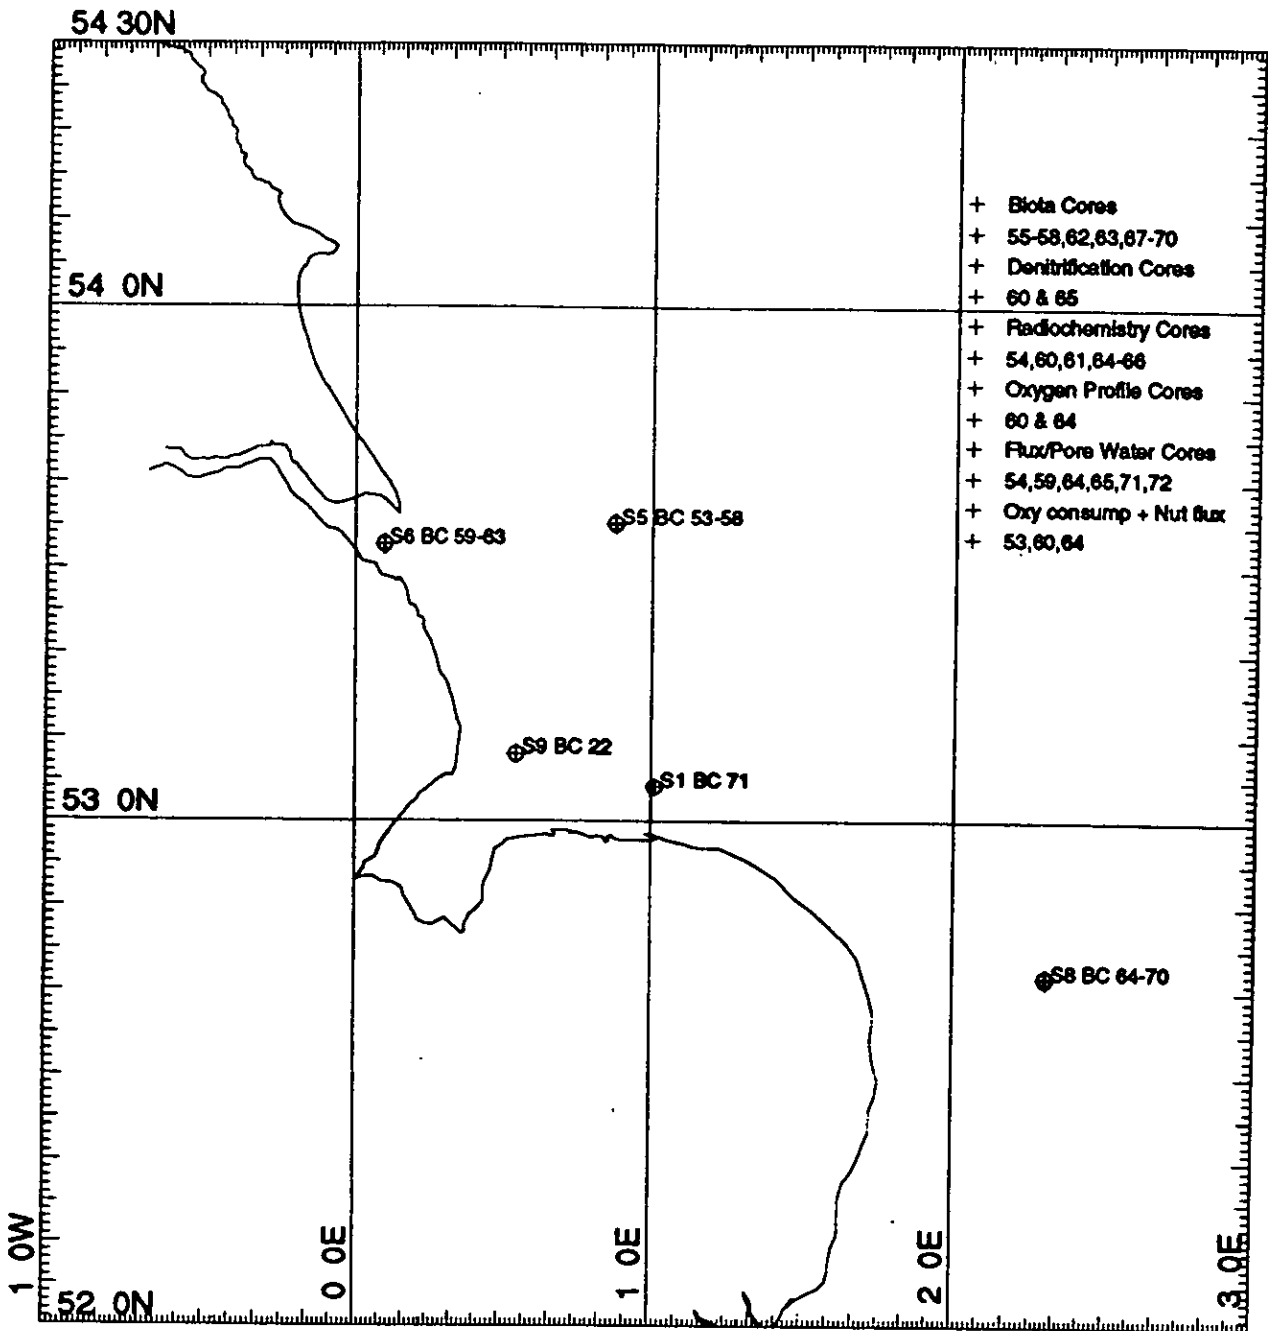 54 30N
+ Biota Cores
+ 55-58,62,63,67-70
+ Denitrification Cores
54 0N
+ 60 & 65
+ Radiochemistry Cores
+ 54,60,61,64-66
+ Oxygen Profile Cores
+ 60 & 64
+ Flux/Pore Water Cores
+ 54,59,64,65,71,72
+ Oxy consump + Nut flux
+ 53,60,64
S5 BC 53-58
S6 BC 59-63
S9 BC 22
S1 BC 71
53 0N
S8 BC 64-70
1 0W
0 0E
1 0E
2 0E
3 0E
52 0N